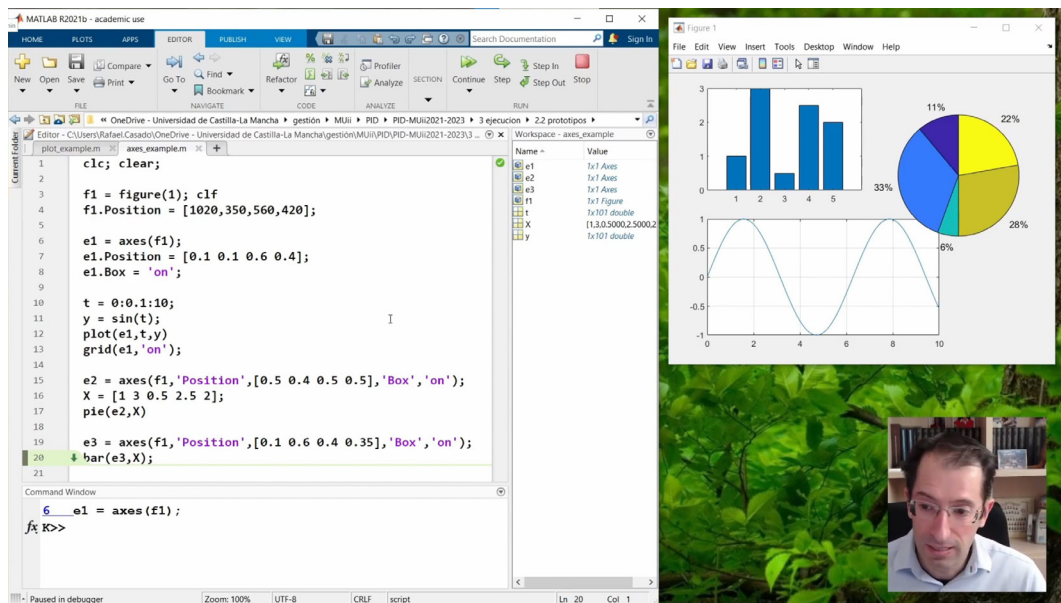 MATLAB R2021b - academic use
HOME PLOTS APPS EDITOR PUBLISH VIEW Search Documentation Sign In
New Open Save Compare Print Go To Find Bookmark Refactor Profiler Analyze SECTION Continue Step Step In Step Out Stop
FILE NAVIGATE CODE ANALYZE RUN
« OneDrive - Universidad de Castilla-La Mancha ▸ gestión ▸ MUii ▸ PID ▸ PID-MUii2021-2023 ▸ 3 ejecucion ▸ 2.2 prototipos ▸
Current Folder
Editor - C:\Users\Rafael.Casado\OneDrive - Universidad de Castilla-La Mancha\gestión\MUii\PID\PID-MUii2021-2023\3 ...
plot_example.m axes_example.m
1 clc; clear;
2
3 f1 = figure(1); clf
4 f1.Position = [1020,350,560,420];
5
6 e1 = axes(f1);
7 e1.Position = [0.1 0.1 0.6 0.4];
8 e1.Box = 'on';
9
10 t = 0:0.1:10;
11 y = sin(t);
12 plot(e1,t,y)
13 grid(e1,'on');
14
15 e2 = axes(f1,'Position',[0.5 0.4 0.5 0.5],'Box','on');
16 X = [1 3 0.5 2.5 2];
17 pie(e2,X)
18
19 e3 = axes(f1,'Position',[0.1 0.6 0.4 0.35],'Box','on');
20 bar(e3,X);
21
Command Window
6 e1 = axes(f1);
fx K>>
Paused in debugger Zoom: 100% UTF-8 CRLF script Ln 20 Col 1
Workspace - axes_example
Name Value
e1 1x1 Axes
e2 1x1 Axes
e3 1x1 Axes
f1 1x1 Figure
t 1x101 double
X [1,3,0.5000,2.5000,2
y 1x101 double
Figure 1
File Edit View Insert Tools Desktop Window Help
3
2
1
0
1 2 3 4 5
11%
22%
33%
28%
6%
1
0.5
0
-0.5
-1
0 2 4 6 8 10